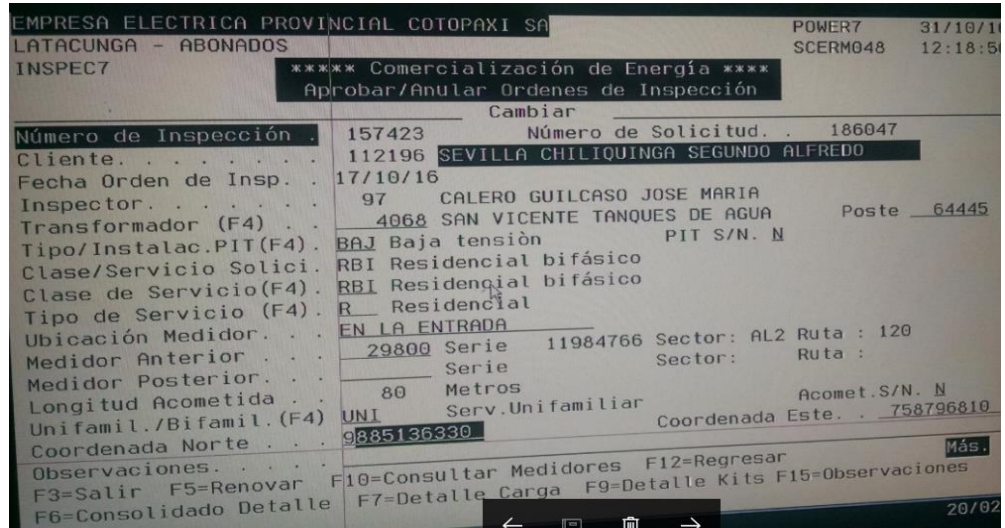 EMPRESA ELECTRICA PROVINCIAL COTOPAXI SA POWER7 31/10/1
LATACUNGA - ABONADOS SCERM048 12:18:5
INSPEC7 ***** Comercialización de Energía ****
Aprobar/Anular Ordenes de Inspección
Cambiar
Número de Inspección . 157423 Número de Solicitud. . 186047
Cliente. . . . . . . . 112196 SEVILLA CHILIQUINGA SEGUNDO ALFREDO
Fecha Orden de Insp. . 17/10/16
Inspector. . . . . . . 97 CALERO GUILCASO JOSE MARIA
Transformador (F4) . . 4068 SAN VICENTE TANQUES DE AGUA Poste 64445
Tipo/Instalac.PIT(F4). BAJ Baja tensiòn PIT S/N. N
Clase/Servicio Solici. RBI Residencial bifásico
Clase de Servicio(F4). RBI Residencial bifásico
Tipo de Servicio (F4). R Residencial
Ubicación Medidor. . . EN LA ENTRADA
Medidor Anterior . . . 29800 Serie 11984766 Sector: AL2 Ruta : 120
Medidor Posterior. . . Serie Sector: Ruta :
Longitud Acometida . . 80 Metros Acomet.S/N. N
Unifamil./Bifamil.(F4) UNI Serv.Unifamiliar
Coordenada Norte . . . 9885136330 Coordenada Este. . 758796810
Observaciones. . . . . Más.
F3=Salir F5=Renovar F10=Consultar Medidores F12=Regresar
F6=Consolidado Detalle F7=Detalle Carga F9=Detalle Kits F15=Observaciones
20/02